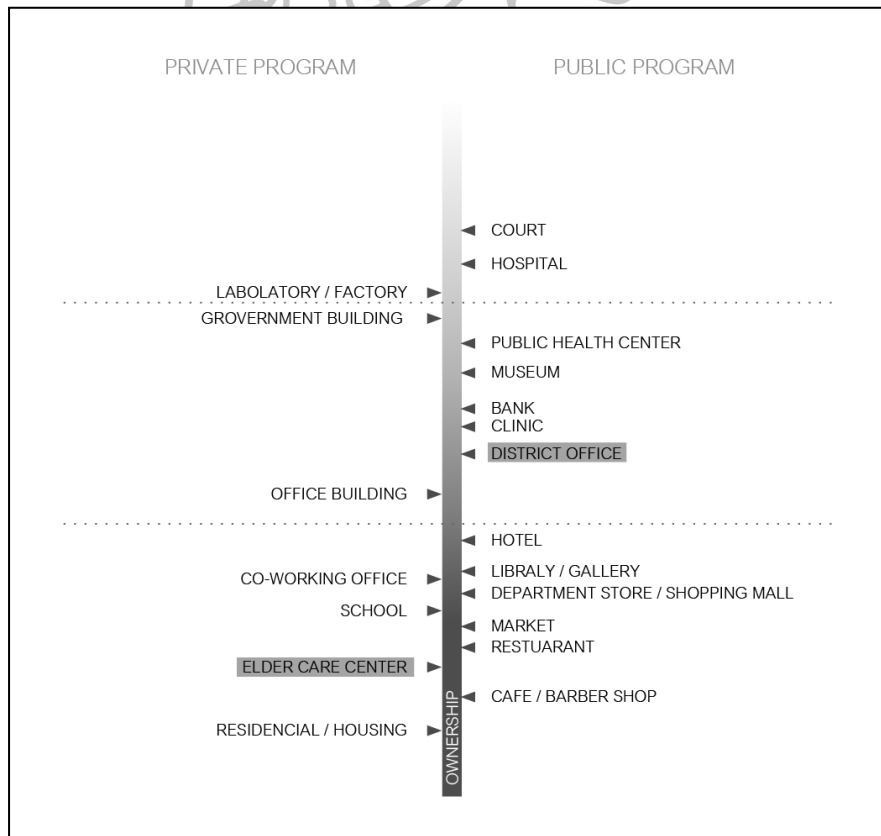 PRIVATE PROGRAM
PUBLIC PROGRAM
COURT
HOSPITAL
LABOLATORY / FACTORY
GROVERNMENT BUILDING
PUBLIC HEALTH CENTER
MUSEUM
BANK
CLINIC
DISTRICT OFFICE
OFFICE BUILDING
HOTEL
LIBRALY / GALLERY
CO-WORKING OFFICE
DEPARTMENT STORE / SHOPPING MALL
SCHOOL
MARKET
RESTUARANT
ELDER CARE CENTER
CAFE / BARBER SHOP
RESIDENCIAL / HOUSING
OWNERSHIP